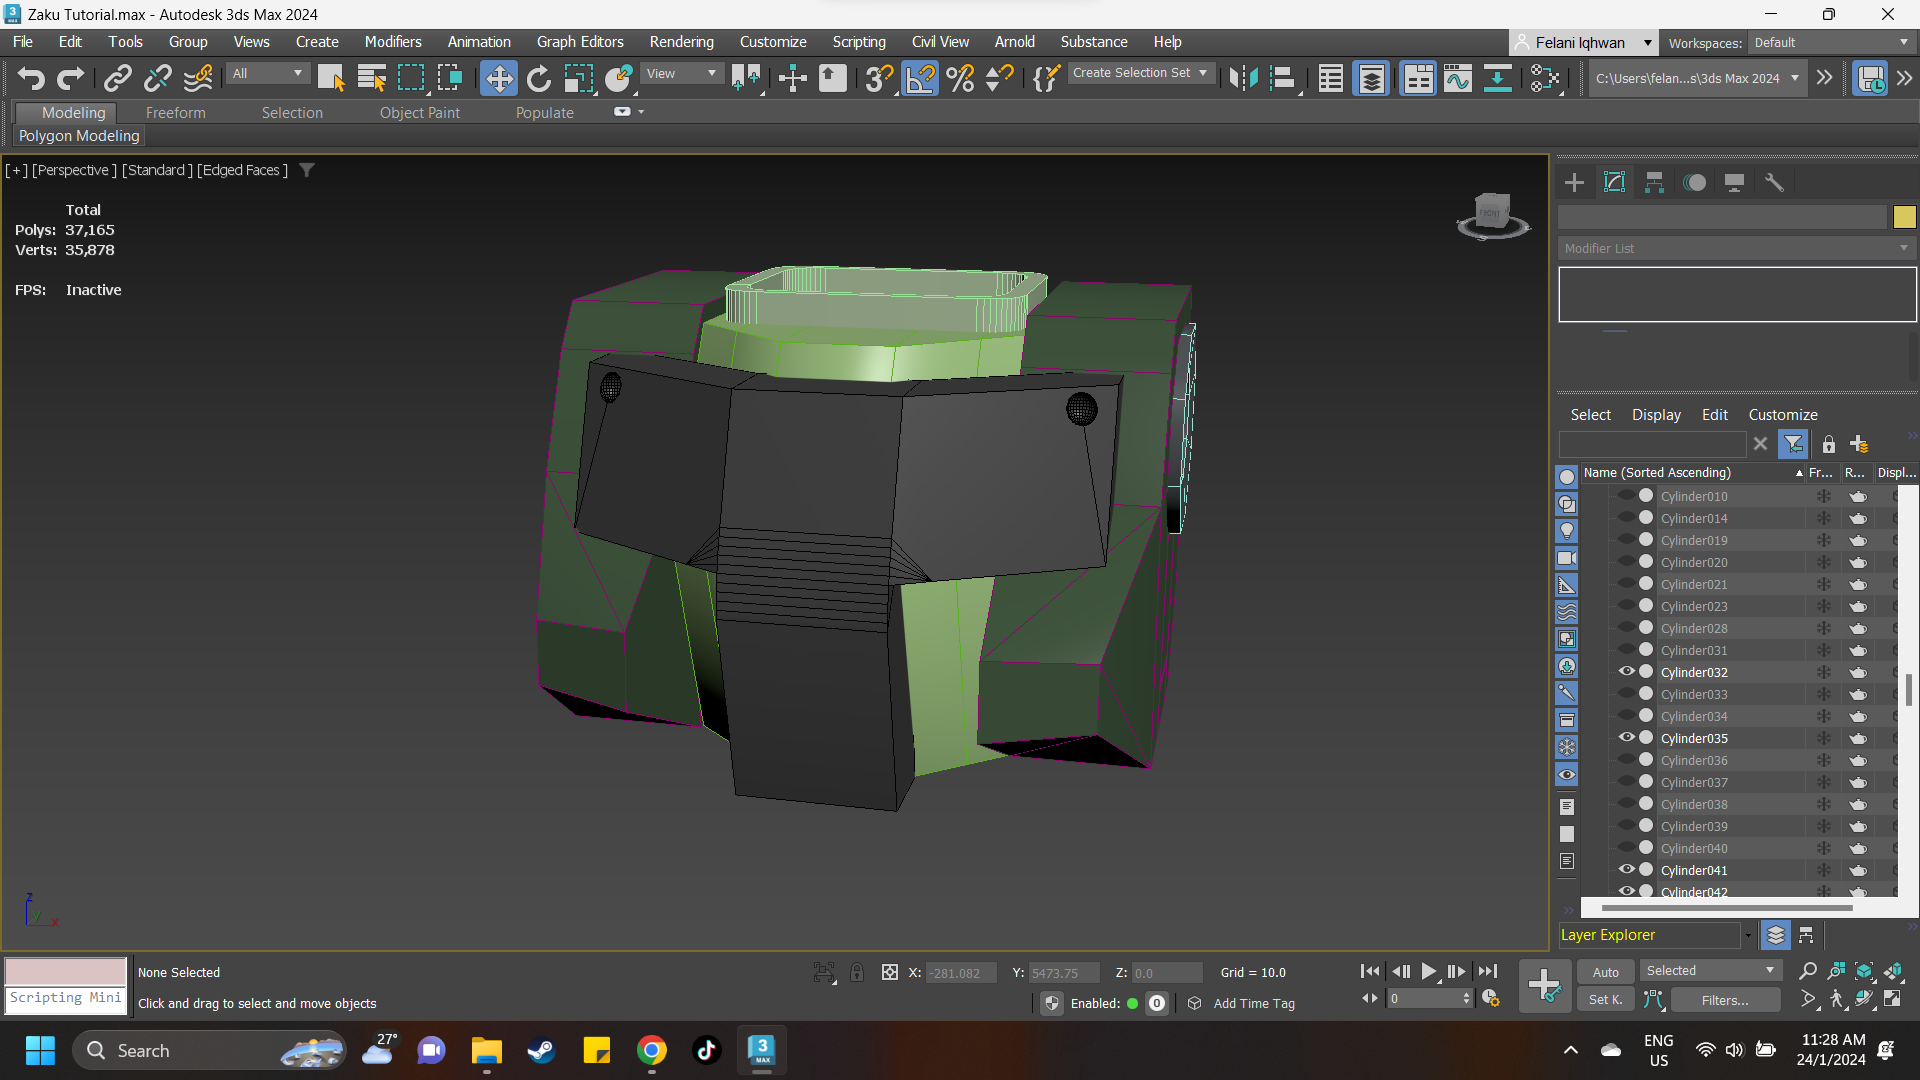 Zaku Tutorial.max - Autodesk 3ds Max 2024
File Edit Tools Group Views Create Modifiers Animation Graph Editors Rendering Customize Scripting Civil View Arnold Substance Help
Felani Iqhwan
Workspaces: Default
All
View
Create Selection Set
C:\Users\felan...s\3ds Max 2024
Modeling Freeform Selection Object Paint Populate
Polygon Modeling
[+] [Perspective ] [Standard ] [Edged Faces ]
Total
Polys: 37,165
Verts: 35,878
FPS: Inactive
FRONT
Modifier List
Select Display Edit Customize
Name (Sorted Ascending) Fr... R... Displ...
Cylinder010
Cylinder014
Cylinder019
Cylinder020
Cylinder021
Cylinder023
Cylinder028
Cylinder031
Cylinder032
Cylinder033
Cylinder034
Cylinder035
Cylinder036
Cylinder037
Cylinder038
Cylinder039
Cylinder040
Cylinder041
Cylinder042
Layer Explorer
z
y
x
Scripting Mini
None Selected
Click and drag to select and move objects
X: -281.082 Y: 5473.75 Z: 0.0 Grid = 10.0
Enabled: 0 Add Time Tag
0
Auto
Set K.
Selected
Filters...
3
MAX
Search
27°
ENG
US
11:28 AM
24/1/2024